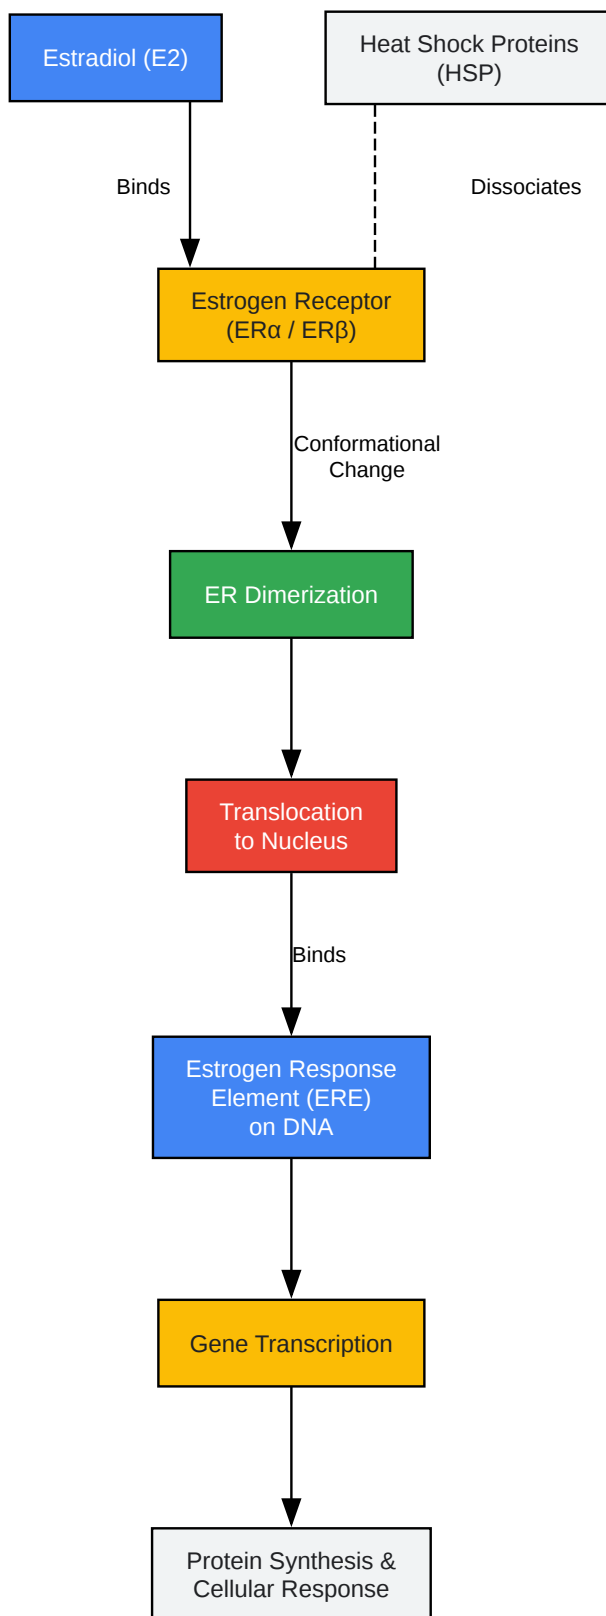 Estradiol (E2)
Heat Shock Proteins
(HSP)
Binds
Dissociates
Estrogen Receptor
(ERα / ERβ)
Conformational
Change
ER Dimerization
Translocation
to Nucleus
Binds
Estrogen Response
Element (ERE)
on DNA
Gene Transcription
Protein Synthesis &
Cellular Response